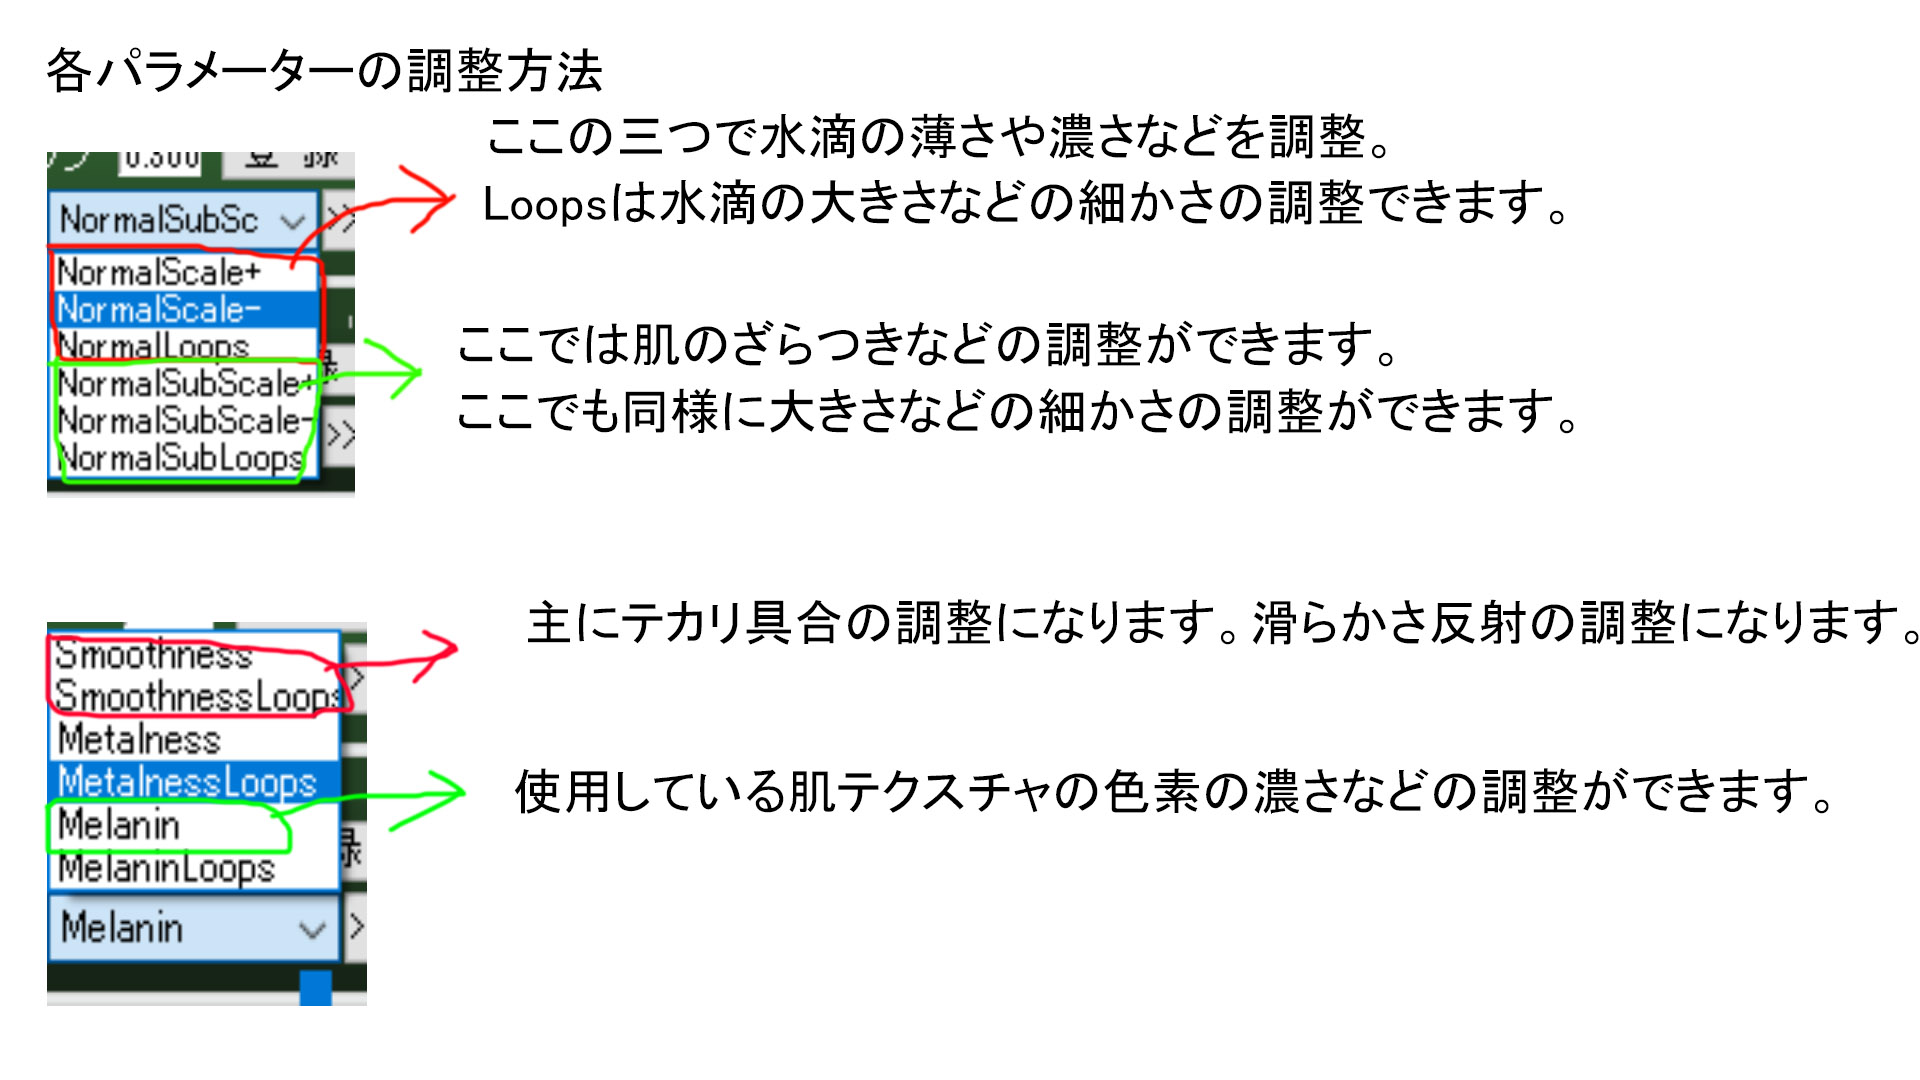 各パラメーターの調整方法
ここの三つで水滴の薄さや濃さなどを調整。
Loopsは水滴の大きさなどの細かさの調整できます。
0.300
登 録
NormalSubSc
>>
NormalScale+
NormalScale-
NormalLoops
NormalSubScale+
NormalSubScale-
NormalSubLoops
>>
ここでは肌のざらつきなどの調整ができます。
ここでも同様に大きさなどの細かさの調整ができます。
主にテカリ具合の調整になります。滑らかさ反射の調整になります。
Smoothness
SmoothnessLoops
Metalness
MetalnessLoops
Melanin
MelaninLoops
Melanin
使用している肌テクスチャの色素の濃さなどの調整ができます。